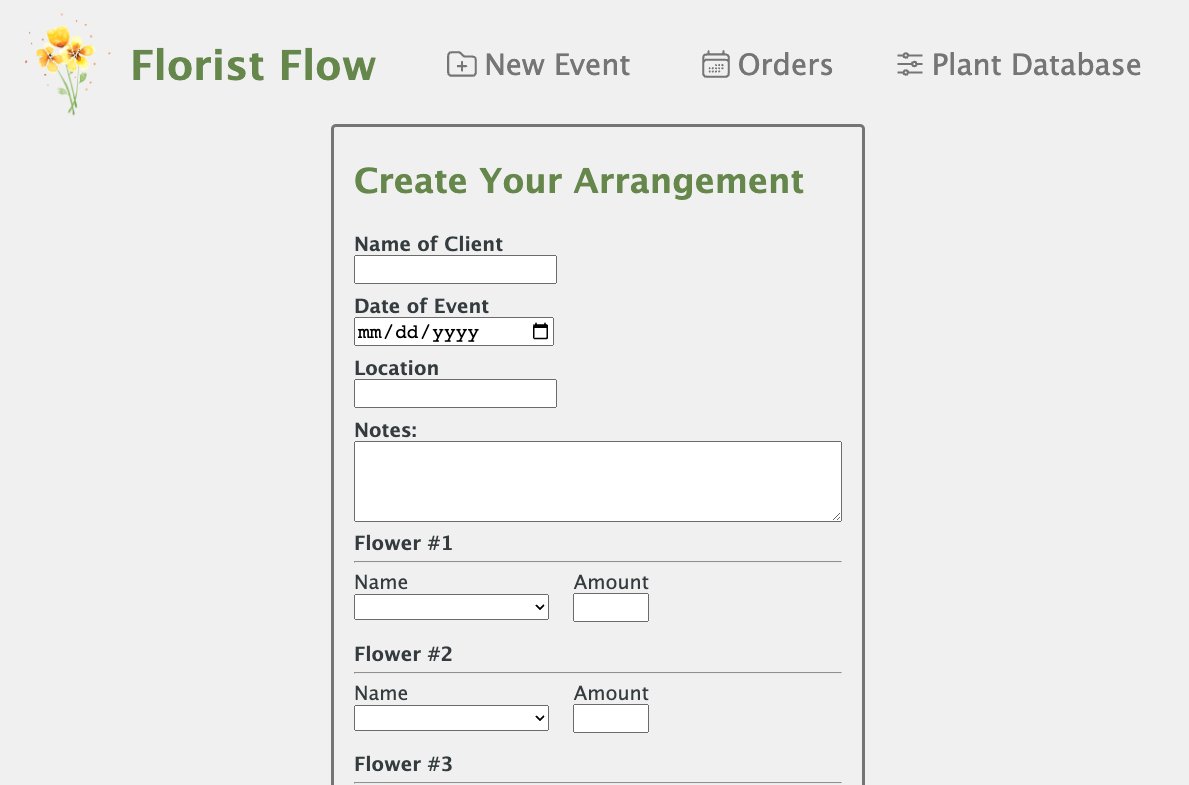 Florist Flow New Event Orders Plant Database
Create Your Arrangement
Name of Client
Date of Event
mm/dd/yyyy
Location
Notes:
Flower #1
Name Amount
Flower #2
Name Amount
Flower #3